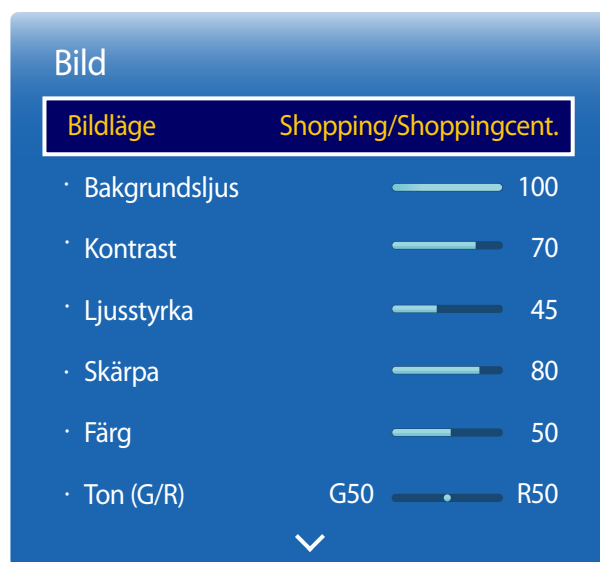 Bild
Bildläge Shopping/Shoppingcent.
· Bakgrundsljus 100
· Kontrast 70
· Ljusstyrka 45
· Skärpa 80
· Färg 50
· Ton (G/R) G50 R50